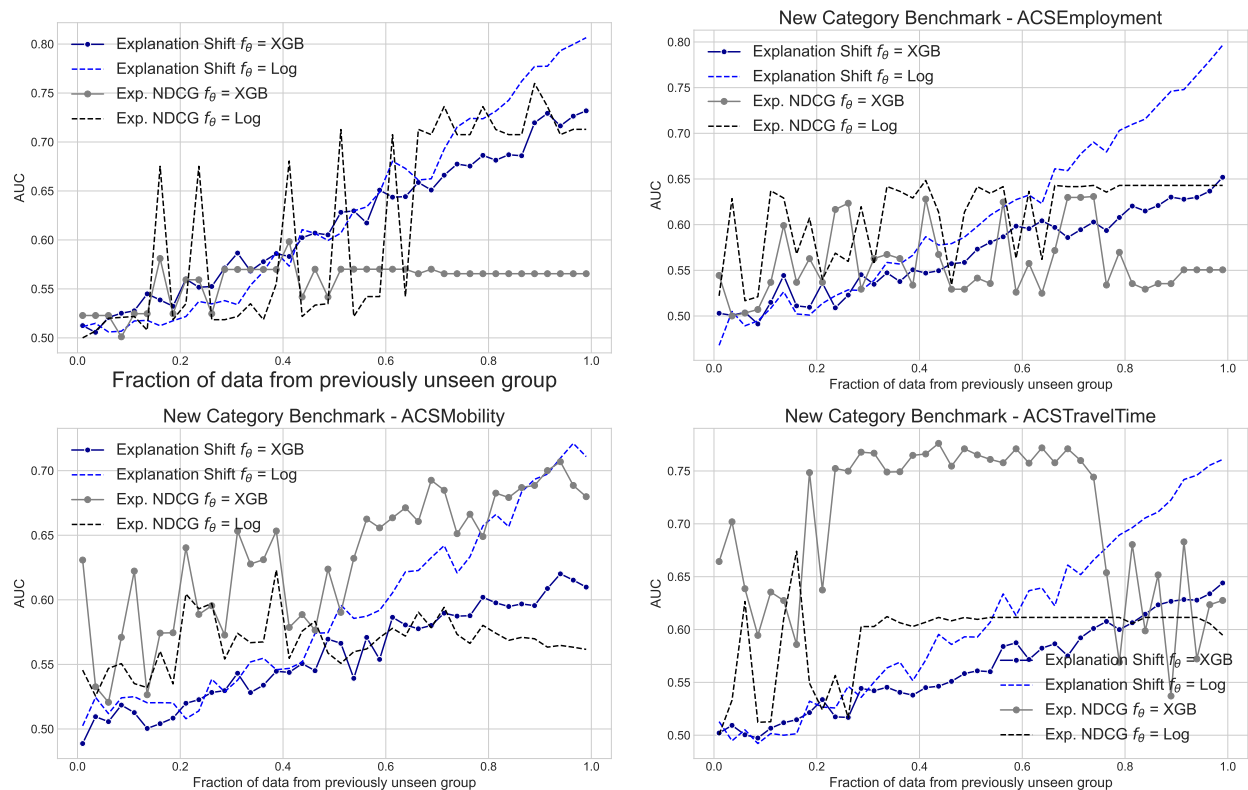 0.80
0.75
0.70
0.65
0.60
0.55
0.50
AUC
Explanation Shift fθ = XGB
Explanation Shift fθ = Log
Exp. NDCG fθ = XGB
Exp. NDCG fθ = Log
0.0 0.2 0.4 0.6 0.8 1.0
Fraction of data from previously unseen group
New Category Benchmark - ACSEmployment
0.80
0.75
0.70
0.65
0.60
0.55
0.50
AUC
Explanation Shift fθ = XGB
Explanation Shift fθ = Log
Exp. NDCG fθ = XGB
Exp. NDCG fθ = Log
0.0 0.2 0.4 0.6 0.8 1.0
Fraction of data from previously unseen group
New Category Benchmark - ACSMobility
0.70
0.65
0.60
0.55
0.50
AUC
Explanation Shift fθ = XGB
Explanation Shift fθ = Log
Exp. NDCG fθ = XGB
Exp. NDCG fθ = Log
0.0 0.2 0.4 0.6 0.8 1.0
Fraction of data from previously unseen group
New Category Benchmark - ACSTravelTime
0.75
0.70
0.65
0.60
0.55
0.50
AUC
Explanation Shift fθ = XGB
Explanation Shift fθ = Log
Exp. NDCG fθ = XGB
Exp. NDCG fθ = Log
0.0 0.2 0.4 0.6 0.8 1.0
Fraction of data from previously unseen group